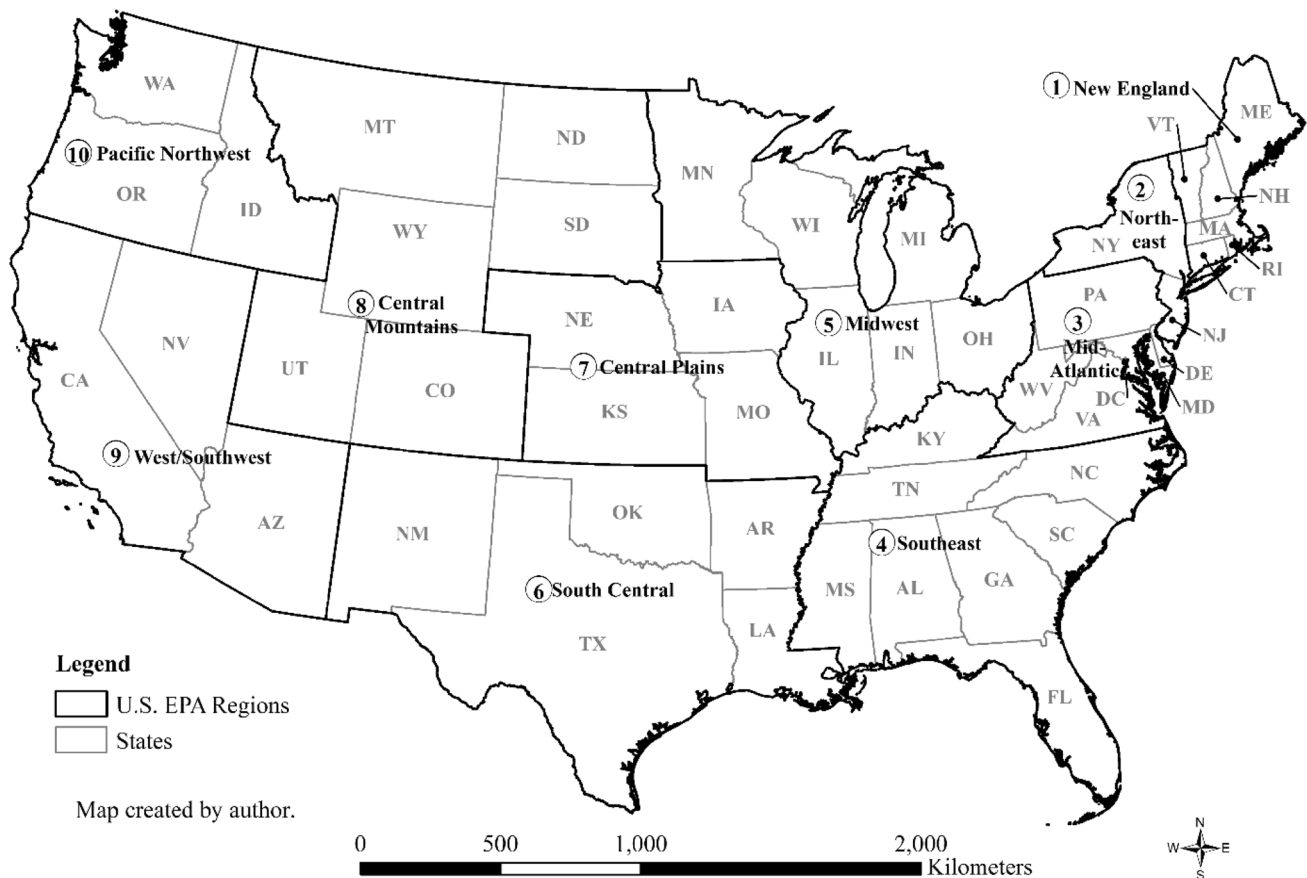 1 New England
ME
VT
WA
MT
ND
MN
10 Pacific Northwest
OR
ID
WY
SD
WI
MI
2
North-
east
NY
NH
MA
RI
CT
8 Central
Mountains
NE
IA
5 Midwest
PA
3
Mid-
Atlantic
NJ
DE
MD
DC
NV
UT
CO
CA
7 Central Plains
KS
MO
IL
IN
OH
WV
VA
KY
9 West/Southwest
AZ
NM
OK
AR
TN
NC
SC
4 Southeast
MS
AL
GA
6 South Central
TX
LA
FL
Legend
U.S. EPA Regions
States
Map created by author.
0 500 1,000 2,000
Kilometers
N
W E
S